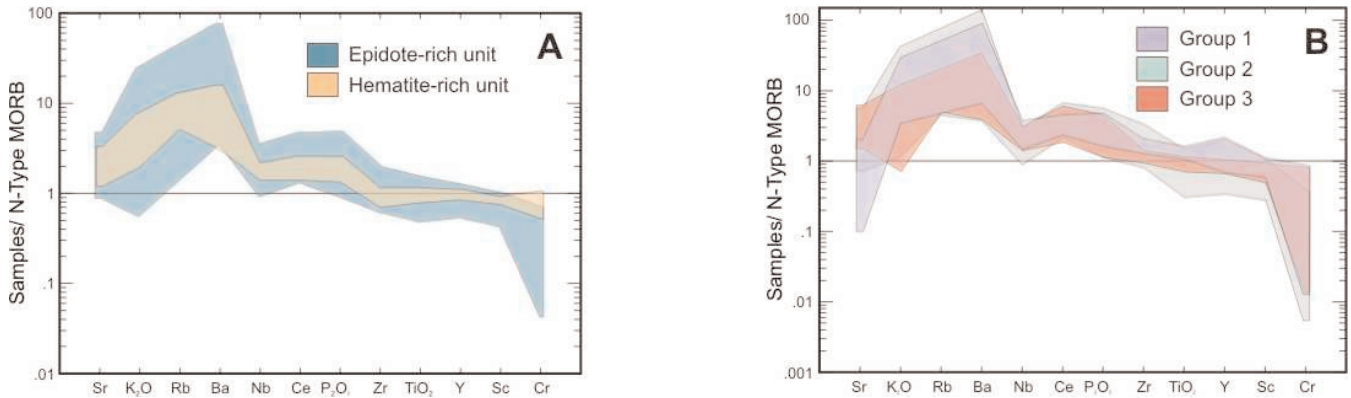 100
10
1
.1
.01
Samples/ N-Type MORB
A
Epidote-rich unit
Hematite-rich unit
Sr K₂O Rb Ba Nb Ce P₂O₅ Zr TiO₂ Y Sc Cr
100
10
1
.1
.01
.001
Samples/ N-Type MORB
B
Group 1
Group 2
Group 3
Sr K₂O Rb Ba Nb Ce P₂O₅ Zr TiO₂ Y Sc Cr